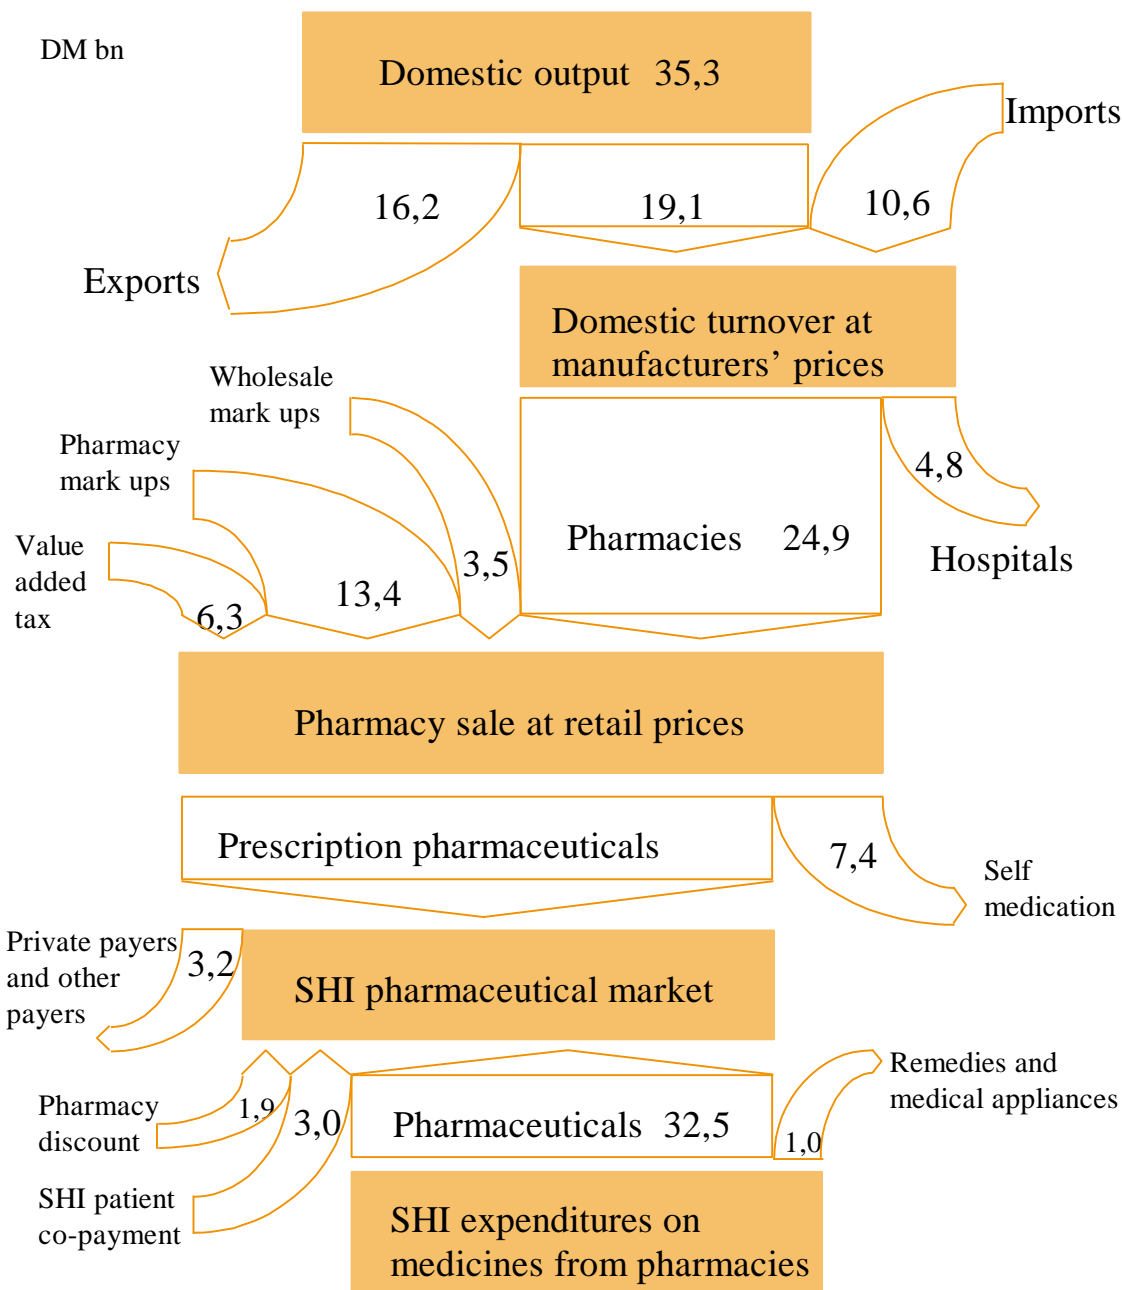 DM bn
Domestic output 35,3
Imports
16,2
19,1
10,6
Exports
Domestic turnover at
manufacturers’ prices
Wholesale
mark ups
Pharmacy
mark ups
Value
added
tax
6,3
13,4
3,5
Pharmacies 24,9
4,8
Hospitals
Pharmacy sale at retail prices
Prescription pharmaceuticals
7,4
Self
medication
Private payers
and other
payers
3,2
SHI pharmaceutical market
Pharmacy
discount
1,9
3,0
Pharmaceuticals 32,5
1,0
Remedies and
medical appliances
SHI patient
co-payment
SHI expenditures on
medicines from pharmacies